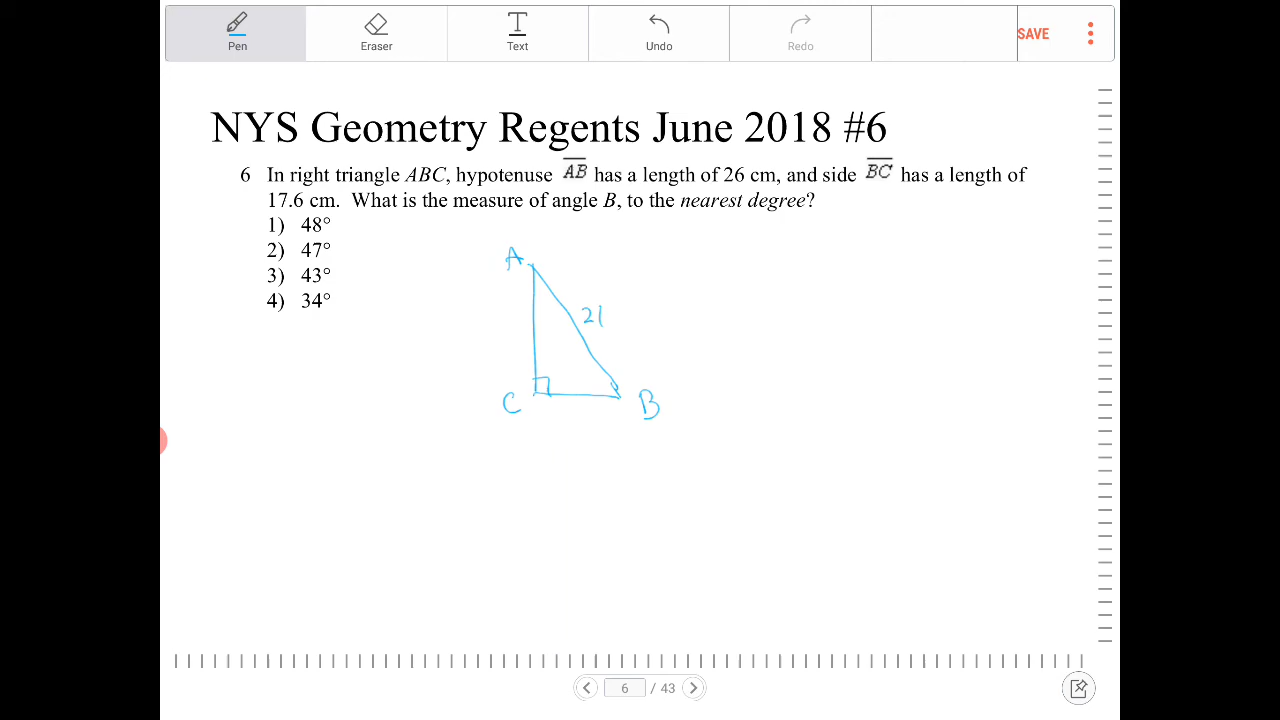 Pen
Eraser
Text
Undo
Redo
SAVE
NYS Geometry Regents June 2018 #6
6 In right triangle ABC, hypotenuse AB has a length of 26 cm, and side BC has a length of
17.6 cm. What is the measure of angle B, to the nearest degree?
1) 48°
2) 47°
3) 43°
4) 34°
A
21
C
B
6 / 43